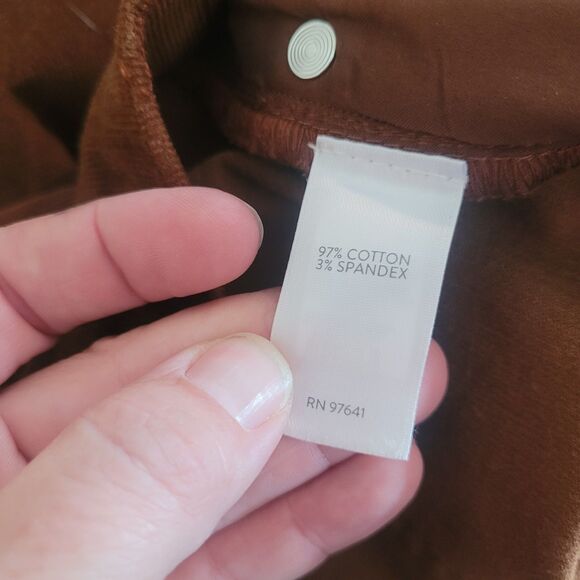 97% COTTON
3% SPANDEX
RN 97641